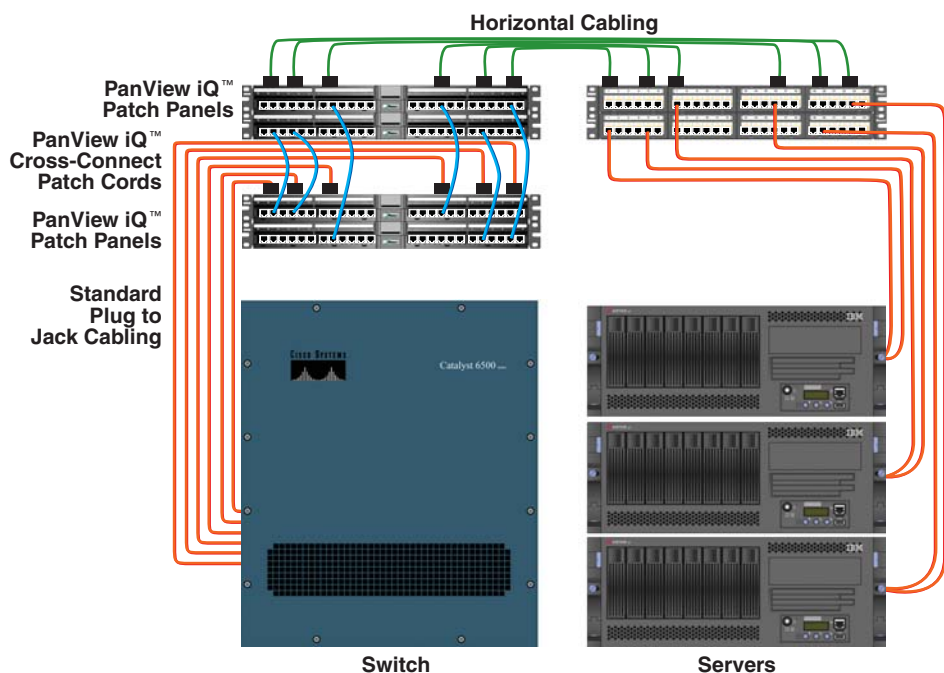 Horizontal Cabling
PanView iQ™
Patch Panels
PanView iQ™
Cross-Connect
Patch Cords
PanView iQ™
Patch Panels
Standard
Plug to
Jack Cabling
CISCO SYSTEMS
Catalyst 6500
IBM
IBM
IBM
Switch
Servers